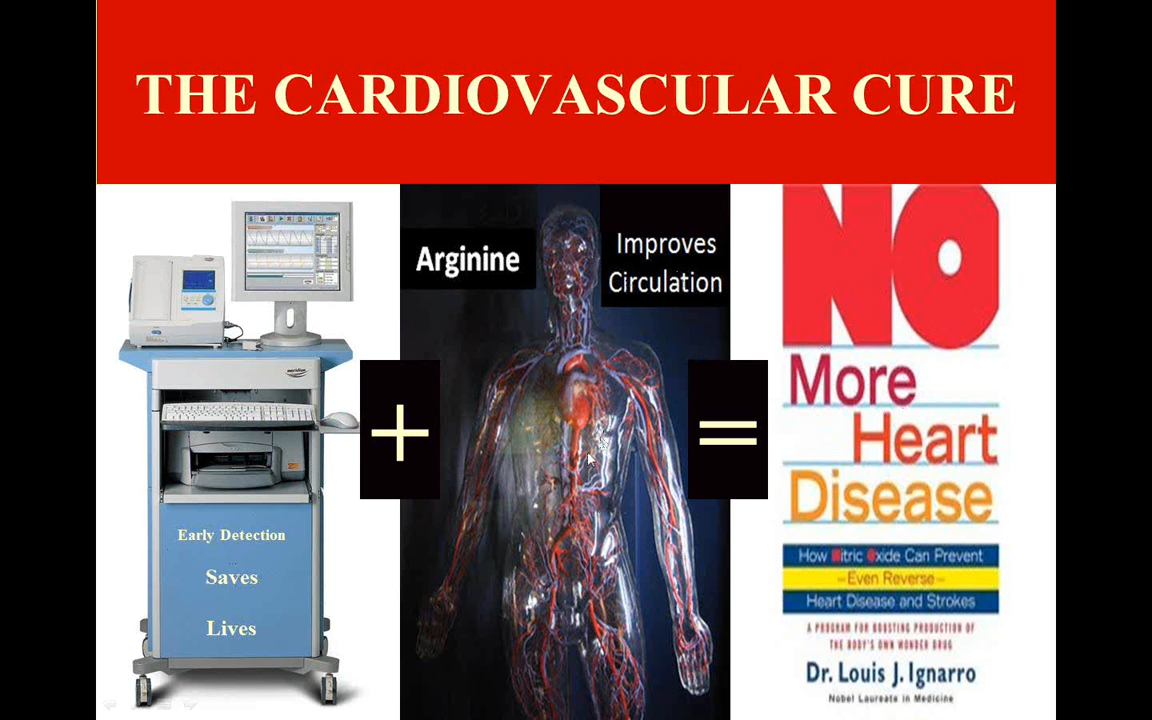 THE CARDIOVASCULAR CURE
Early Detection
Saves
Lives
+
Arginine
Improves
Circulation
=
NO
More
Heart
Disease
How Nitric Oxide Can Prevent
–Even Reverse–
Heart Disease and Strokes
A PROGRAM FOR BOOSTING PRODUCTION OF
THE BODY'S OWN WONDER DRUG
Dr. Louis J. Ignarro
Nobel Laureate in Medicine